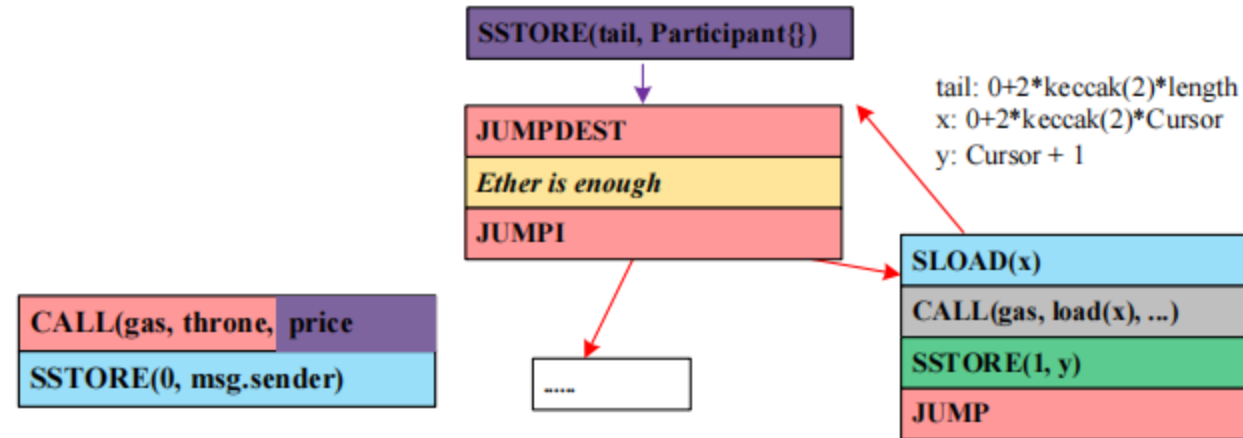 SSTORE(tail, Participant{})
tail: 0+2*keccak(2)*length
x: 0+2*keccak(2)*Cursor
y: Cursor + 1
JUMPDEST
Ether is enough
JUMPI
SLOAD(x)
CALL(gas, load(x), ...)
SSTORE(1, y)
JUMP
CALL(gas, throne, price
SSTORE(0, msg.sender)
......